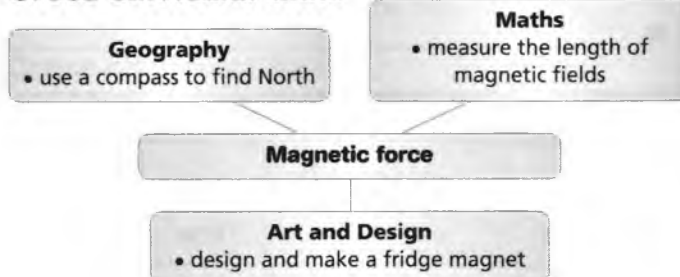 Geography
• use a compass to find North
Maths
• measure the length of
magnetic fields
Magnetic force
Art and Design
• design and make a fridge magnet